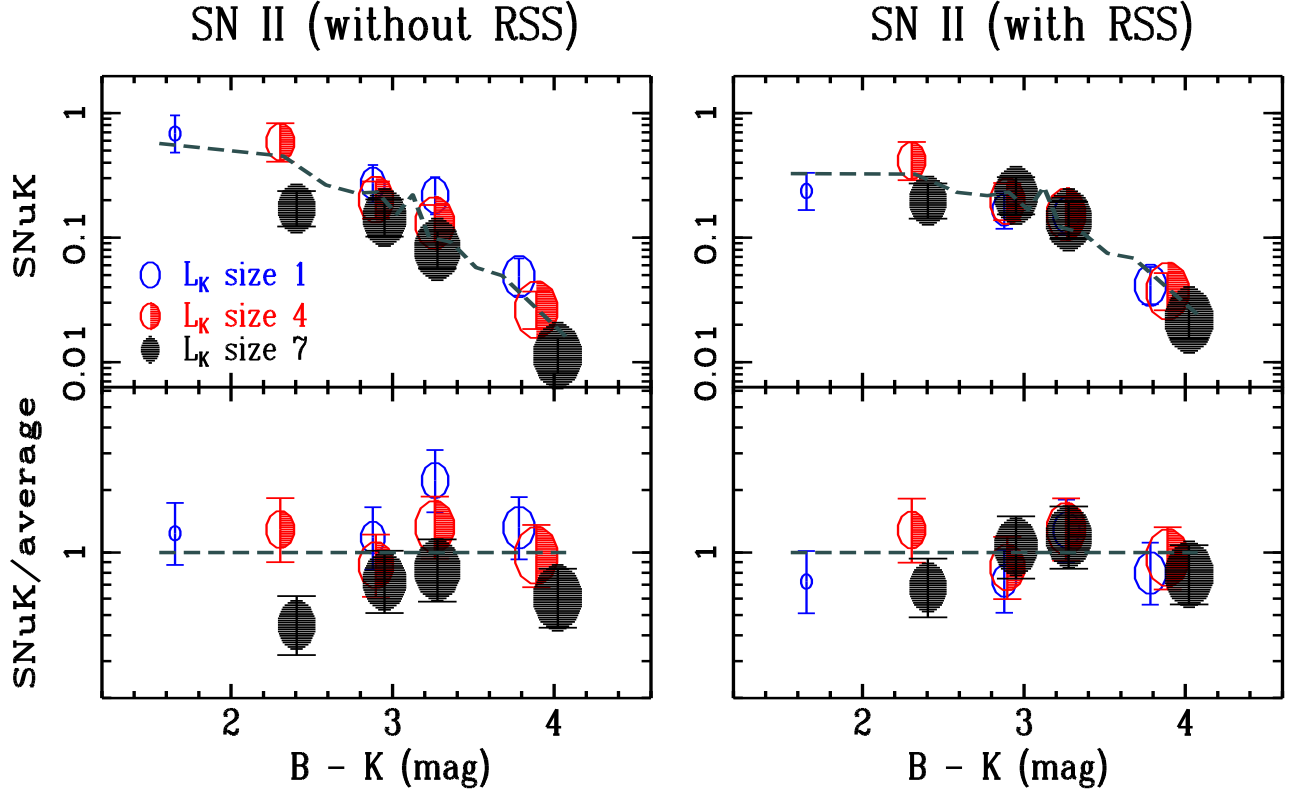 SN II (without RSS)
SN II (with RSS)
SNuK
1
0.1
0.01
L_K size 1
L_K size 4
L_K size 7
1
0.1
0.01
SNuK/average
1
1
2 3 4
2 3 4
B - K (mag)
B - K (mag)